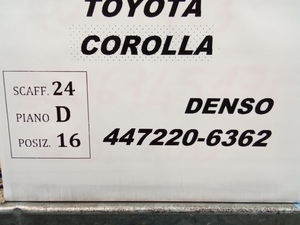 TOYOTA
COROLLA
SCAFF. 24
PIANO D
POSIZ. 16
DENSO
447220-6362